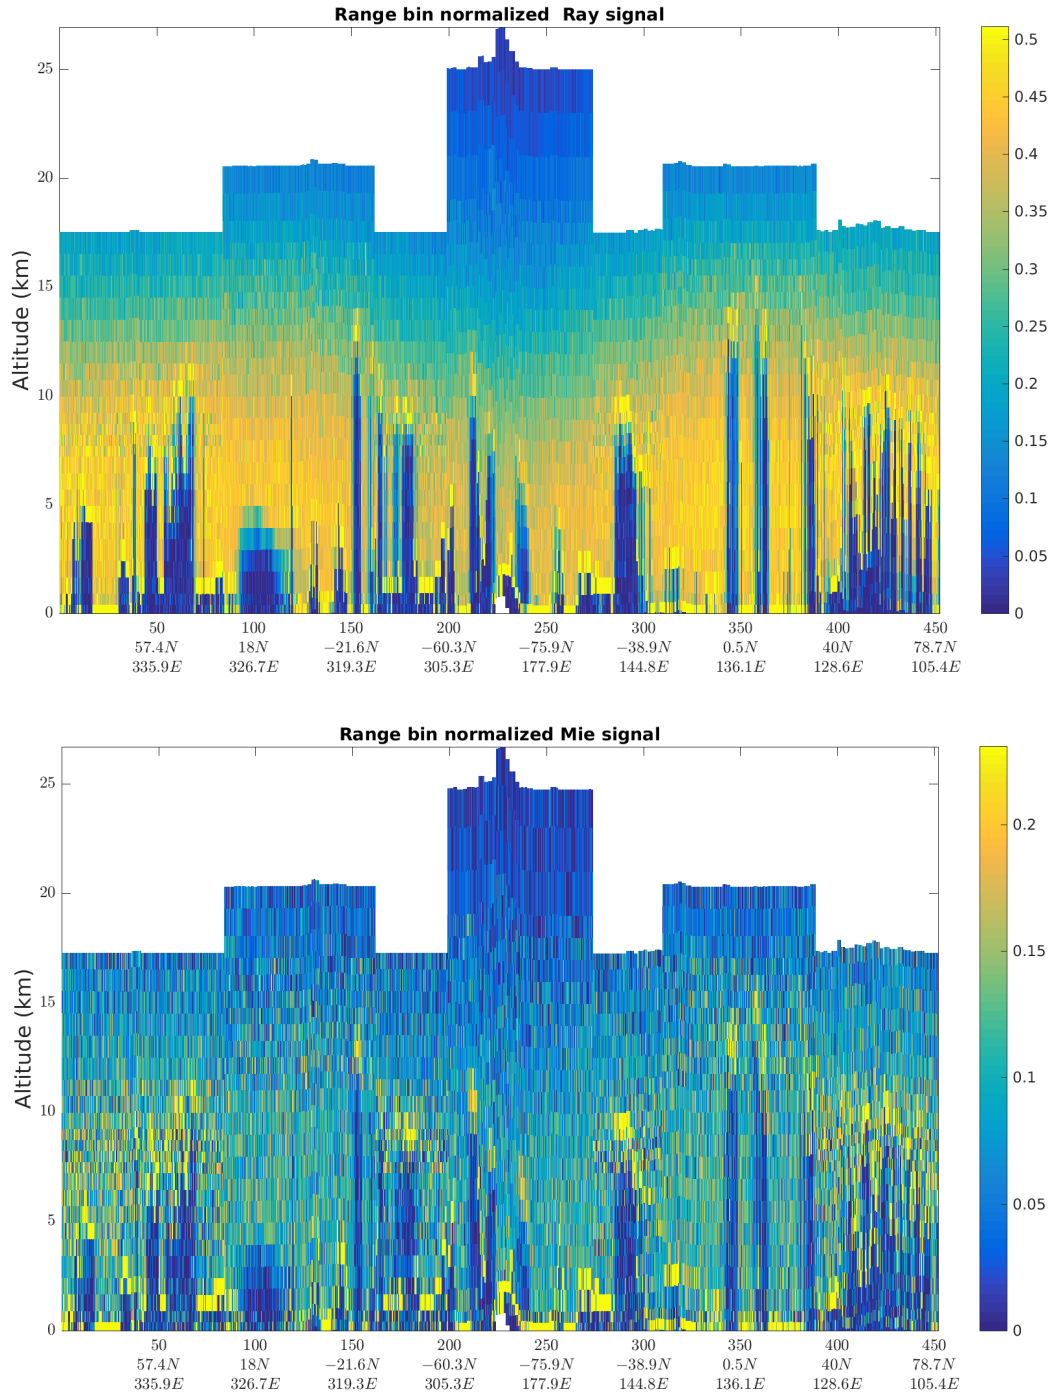 Range bin normalized  Ray signal
Altitude (km)
25
20
15
10
5
0
50 100 150 200 250 300 350 400 450
57.4N 18N −21.6N −60.3N −75.9N −38.9N 0.5N 40N 78.7N
335.9E 326.7E 319.3E 305.3E 177.9E 144.8E 136.1E 128.6E 105.4E
0.5
0.45
0.4
0.35
0.3
0.25
0.2
0.15
0.1
0.05
0
Range bin normalized Mie signal
Altitude (km)
25
20
15
10
5
0
50 100 150 200 250 300 350 400 450
57.4N 18N −21.6N −60.3N −75.9N −38.9N 0.5N 40N 78.7N
335.9E 326.7E 319.3E 305.3E 177.9E 144.8E 136.1E 128.6E 105.4E
0.2
0.15
0.1
0.05
0